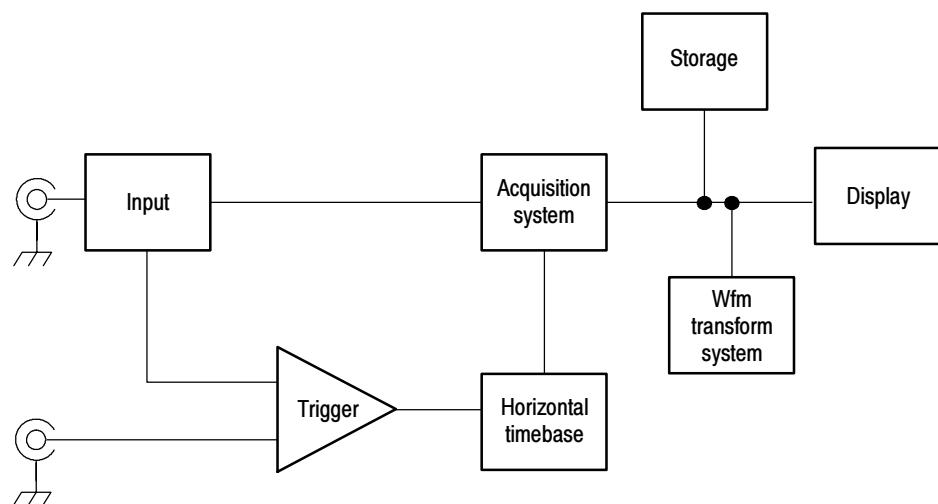 Storage
Input
Acquisition
system
Display
Wfm
transform
system
Trigger
Horizontal
timebase